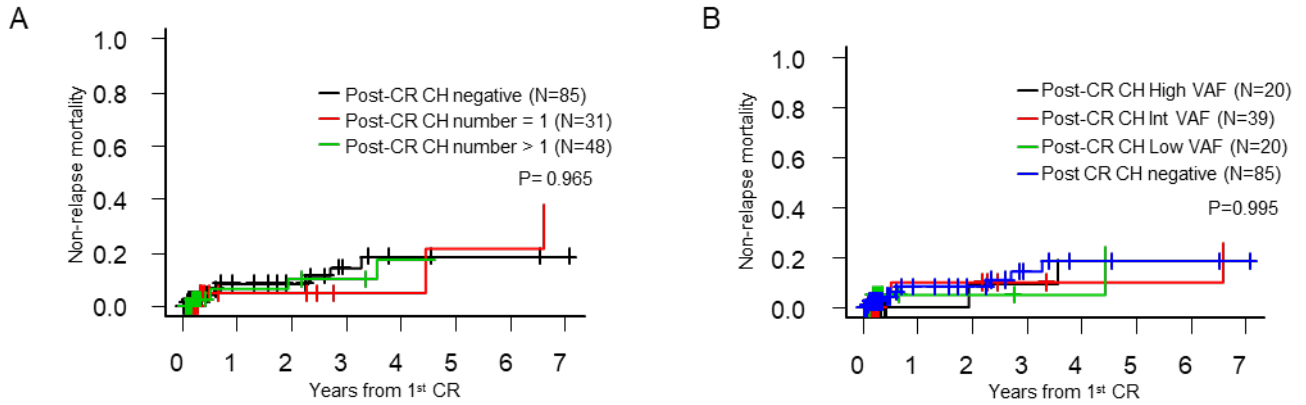 A
Non-relapse mortality
1.0
0.8
0.6
0.4
0.2
0.0
Post-CR CH negative (N=85)
Post-CR CH number = 1 (N=31)
Post-CR CH number > 1 (N=48)
P= 0.965
0 1 2 3 4 5 6 7
Years from 1st CR
B
Non-relapse mortality
1.0
0.8
0.6
0.4
0.2
0.0
Post-CR CH High VAF (N=20)
Post-CR CH Int VAF (N=39)
Post-CR CH Low VAF (N=20)
Post CR CH negative (N=85)
P=0.995
0 1 2 3 4 5 6 7
Years from 1st CR